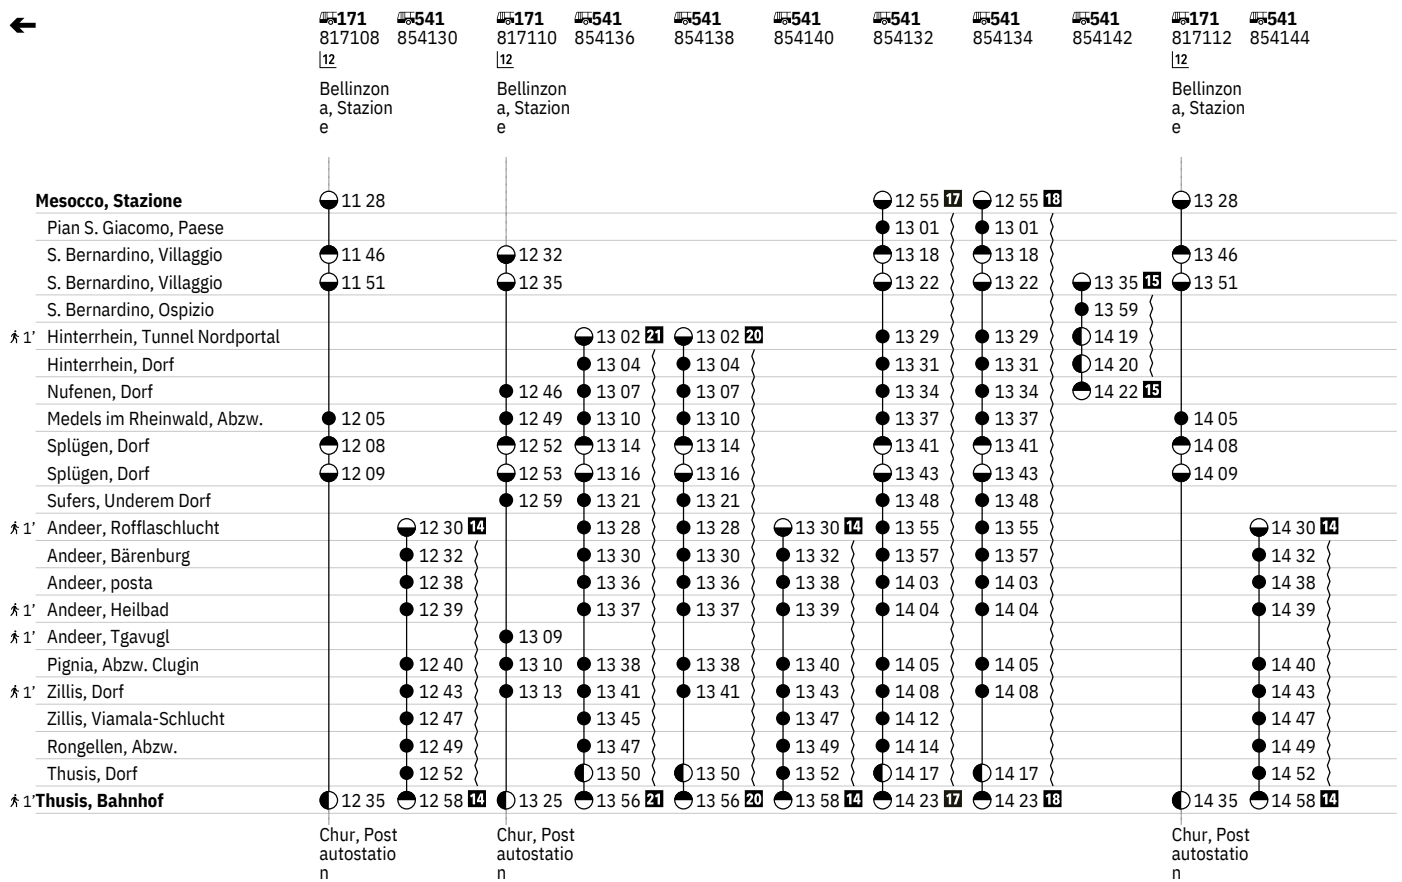 171 541 171 541 541 541 541 541 541 171 541
817108 854130 817110 854136 854138 854140 854132 854134 854142 817112 854144
12 12 12
Bellinzon Bellinzon Bellinzon
a, Stazion a, Stazion a, Stazion
e e e
Mesocco, Stazione 11 28 12 55 17 12 55 18 13 28
Pian S. Giacomo, Paese 13 01 13 01
S. Bernardino, Villaggio 11 46 12 32 13 18 13 18 13 46
S. Bernardino, Villaggio 11 51 12 35 13 22 13 22 13 35 15 13 51
S. Bernardino, Ospizio 13 59
1' Hinterrhein, Tunnel Nordportal 13 02 21 13 02 20 13 29 13 29 14 19
Hinterrhein, Dorf 13 04 13 04 13 31 13 31 14 20
Nufenen, Dorf 12 46 13 07 13 07 13 34 13 34 14 22 15
Medels im Rheinwald, Abzw. 12 05 12 49 13 10 13 10 13 37 13 37 14 05
Splügen, Dorf 12 08 12 52 13 14 13 14 13 41 13 41 14 08
Splügen, Dorf 12 09 12 53 13 16 13 16 13 43 13 43 14 09
Sufers, Underem Dorf 12 59 13 21 13 21 13 48 13 48
1' Andeer, Rofflaschlucht 12 30 14 13 28 13 28 13 30 14 13 55 13 55 14 30 14
Andeer, Bärenburg 12 32 13 30 13 30 13 32 13 57 13 57 14 32
Andeer, posta 12 38 13 36 13 36 13 38 14 03 14 03 14 38
1' Andeer, Heilbad 12 39 13 37 13 37 13 39 14 04 14 04 14 39
1' Andeer, Tgavugl 13 09
Pignia, Abzw. Clugin 12 40 13 10 13 38 13 38 13 40 14 05 14 05 14 40
1' Zillis, Dorf 12 43 13 13 13 41 13 41 13 43 14 08 14 08 14 43
Zillis, Viamala-Schlucht 12 47 13 45 13 47 14 12 14 47
Rongellen, Abzw. 12 49 13 47 13 49 14 14 14 49
Thusis, Dorf 12 52 13 50 13 50 13 52 14 17 14 17 14 52
1' Thusis, Bahnhof 12 35 12 58 14 13 25 13 56 21 13 56 20 13 58 14 14 23 17 14 23 18 14 35 14 58 14
Chur, Post Chur, Post Chur, Post
autostatio autostatio autostatio
n n n